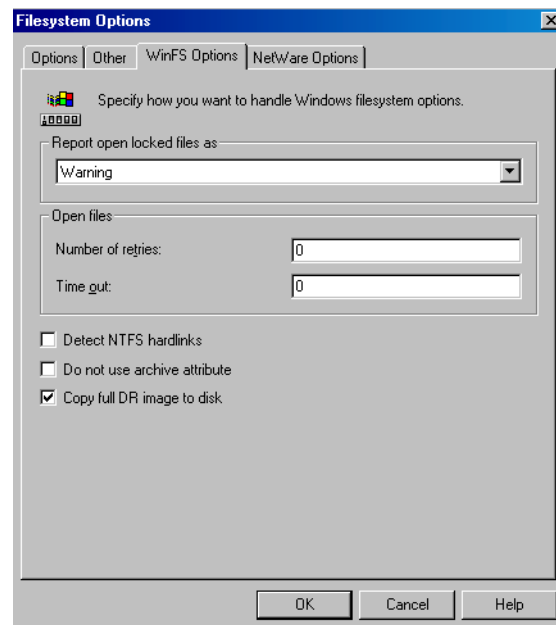 Filesystem Options
Options Other WinFS Options NetWare Options
Specify how you want to handle Windows filesystem options.
Report open locked files as
Warning
Open files
Number of retries: 0
Time out: 0
Detect NTFS hardlinks
Do not use archive attribute
Copy full DR image to disk
OK Cancel Help